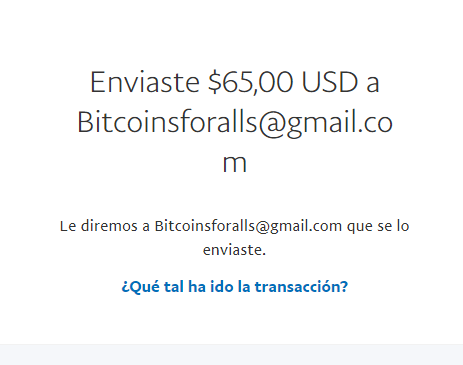 Enviaste $65,00 USD a
Bitcoinsforalls@gmail.co
m
Le diremos a Bitcoinsforalls@gmail.com que se lo
enviaste.
¿Qué tal ha ido la transacción?